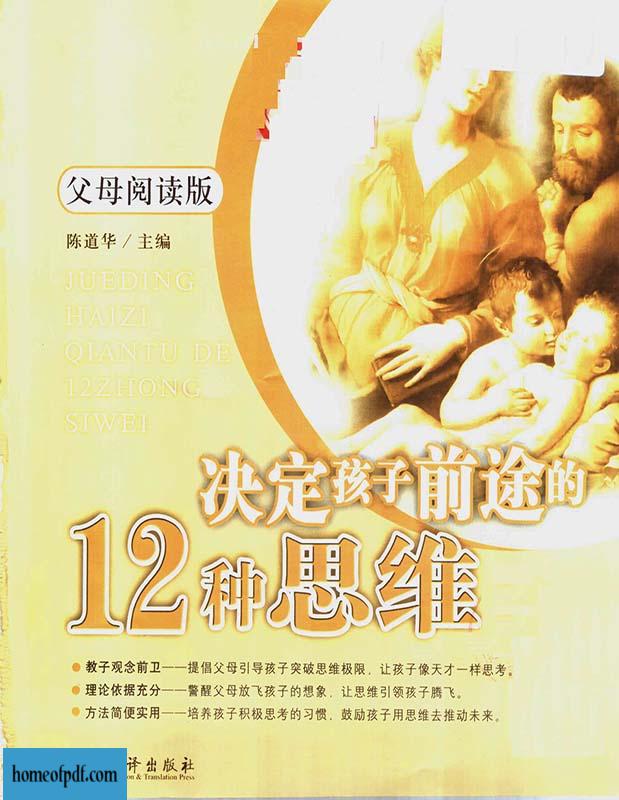 父母阅读版
陈道华/主编
JUEDING
HAIZI
QIANTU DE
12ZHONG
SIWEI
决定孩子前途的
12种思维
● 教子观念前卫——提倡父母引导孩子突破思维极限，让孩子像天才一样思考。
● 理论依据充分——警醒父母放飞孩子的想象，让思维引领孩子腾飞。
● 方法简便实用——培养孩子积极思考的习惯，鼓励孩子用思维去推动未来。
译出版社
& Translation Press
homeofpdf.com